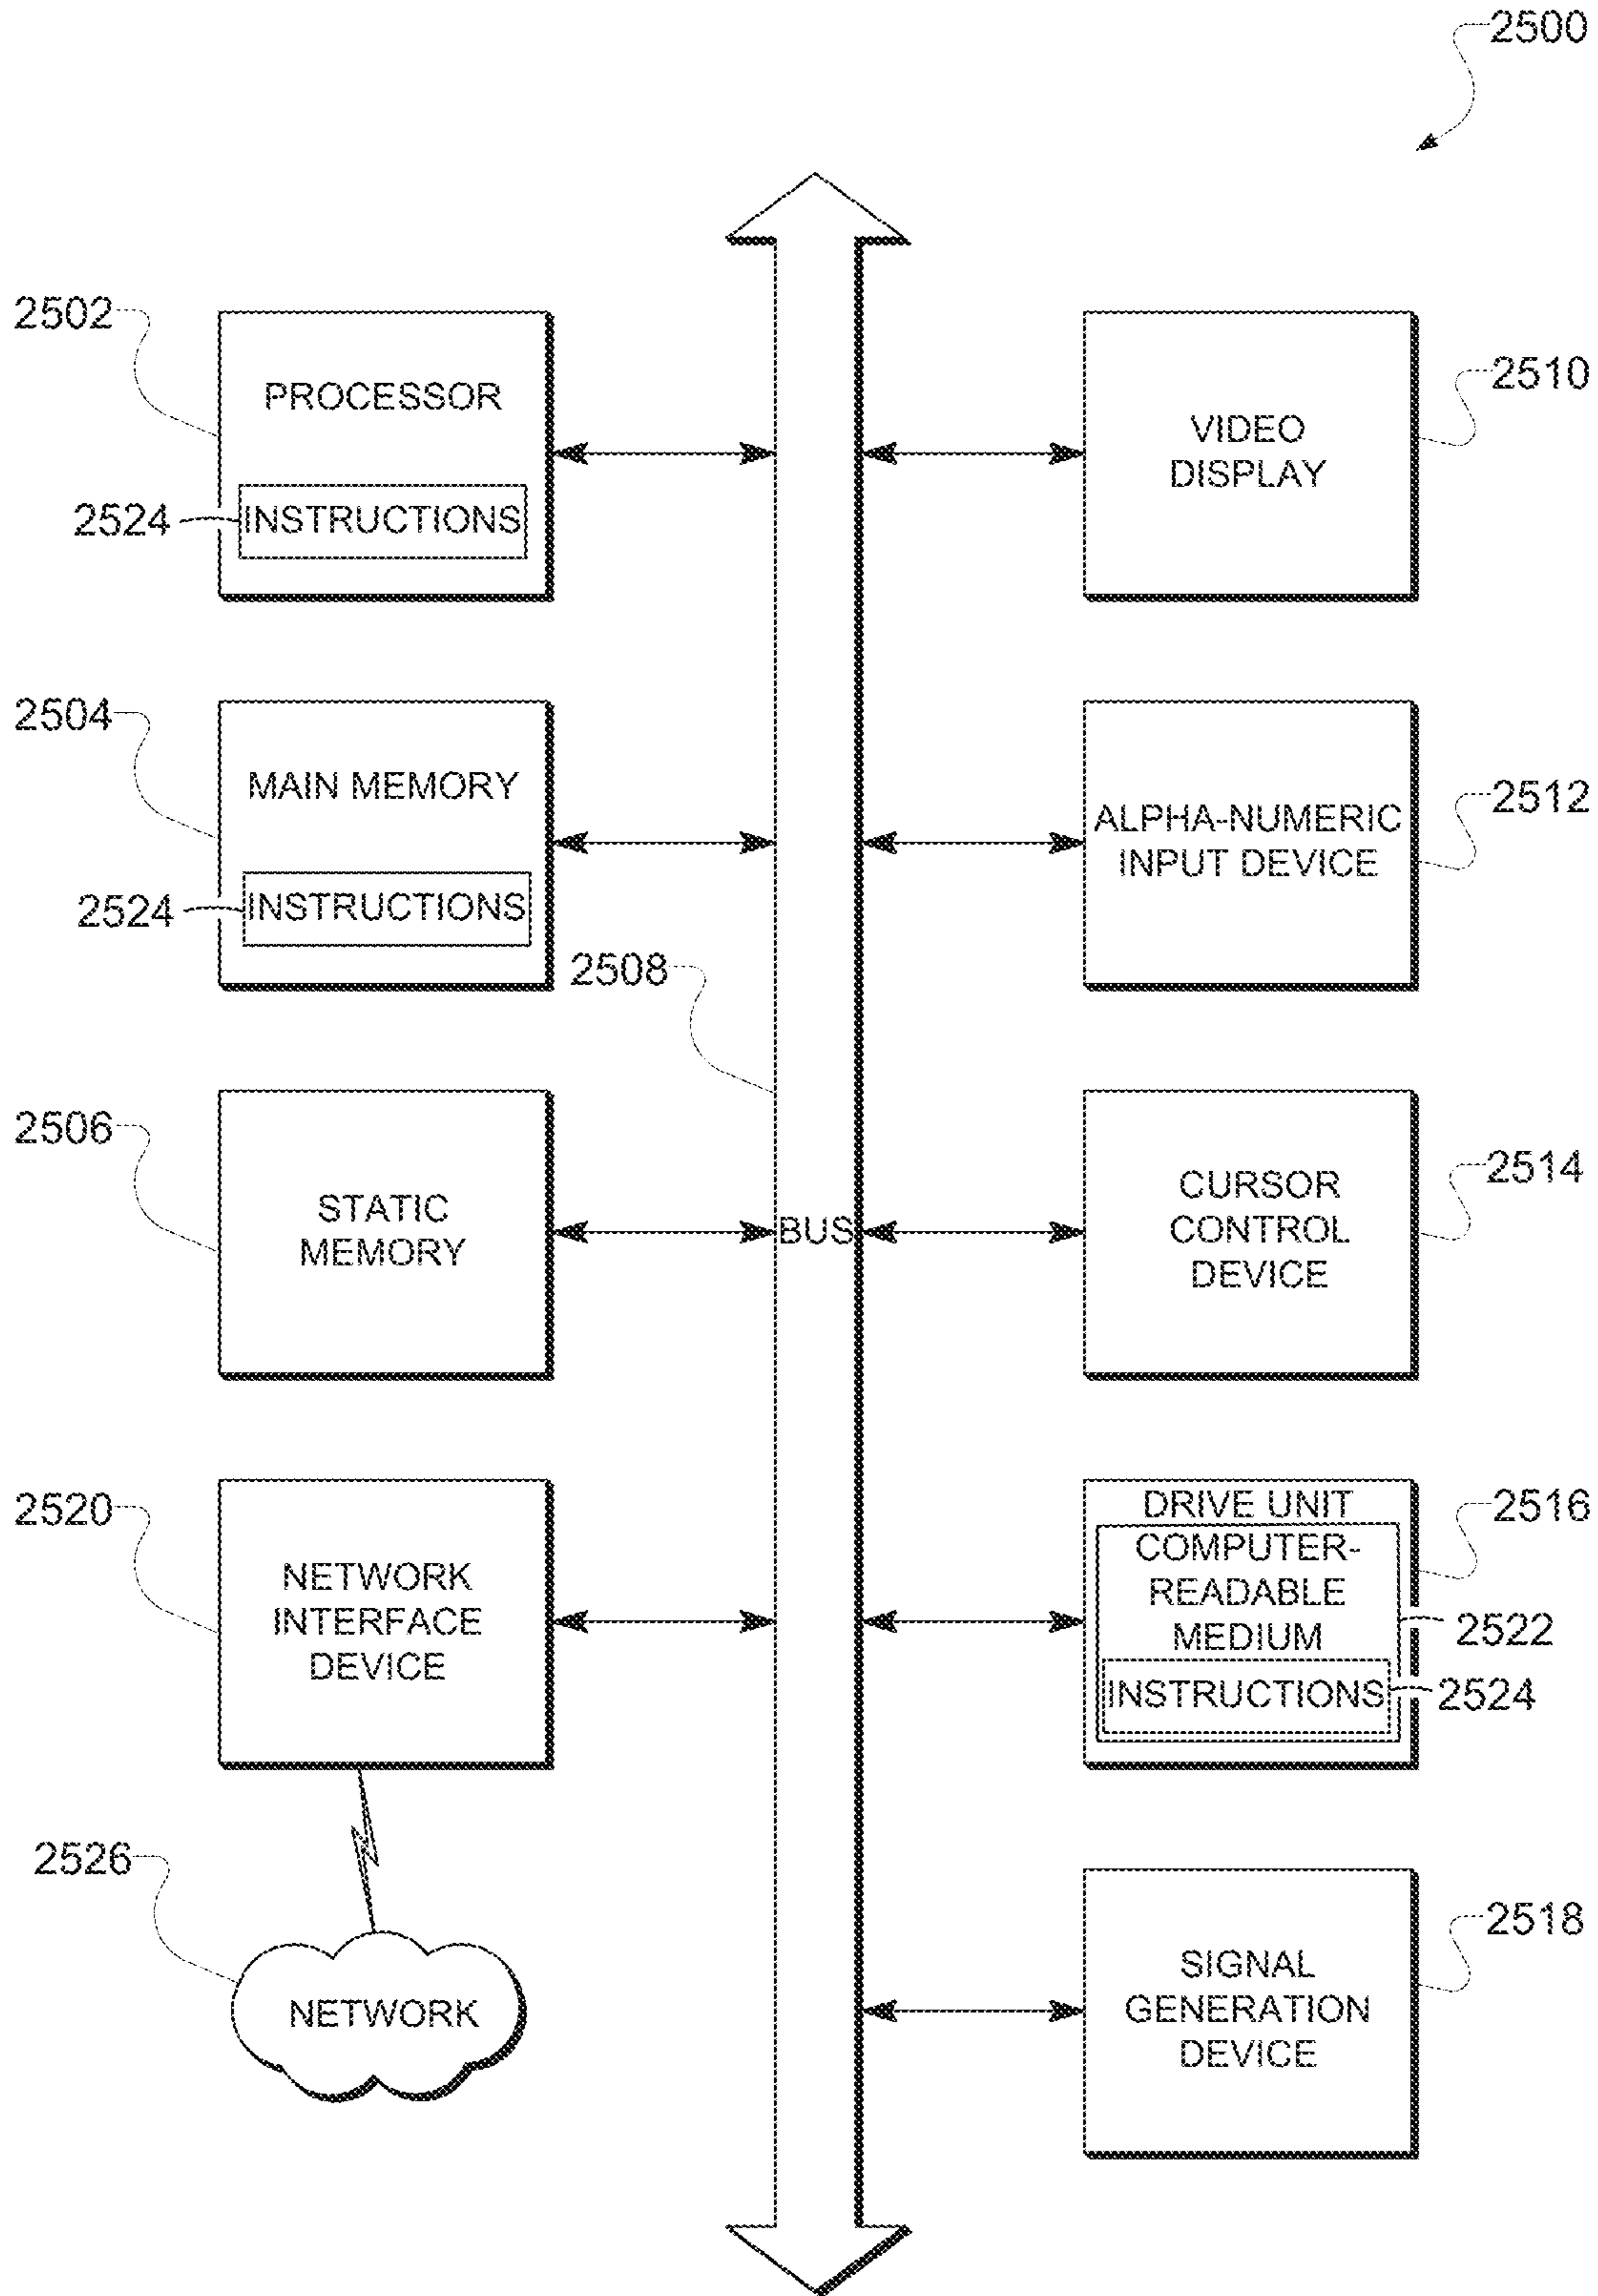 2500
2502
PROCESSOR
2524
INSTRUCTIONS
2510
VIDEO
DISPLAY
2504
MAIN MEMORY
2524
INSTRUCTIONS
2508
2512
ALPHA-NUMERIC
INPUT DEVICE
2506
STATIC
MEMORY
BUS
2514
CURSOR
CONTROL
DEVICE
2520
NETWORK
INTERFACE
DEVICE
2516
DRIVE UNIT
COMPUTER-
READABLE
MEDIUM
2522
INSTRUCTIONS
2524
2526
NETWORK
2518
SIGNAL
GENERATION
DEVICE